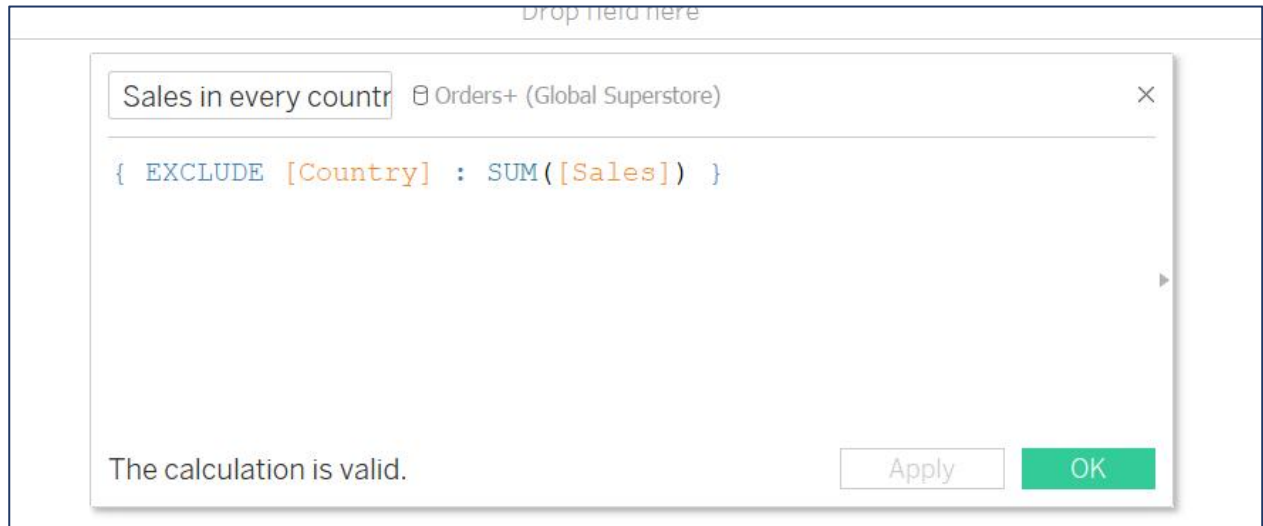 Drop field here
Sales in every countr Orders+ (Global Superstore)
{ EXCLUDE [Country] : SUM([Sales]) }
The calculation is valid.
Apply OK